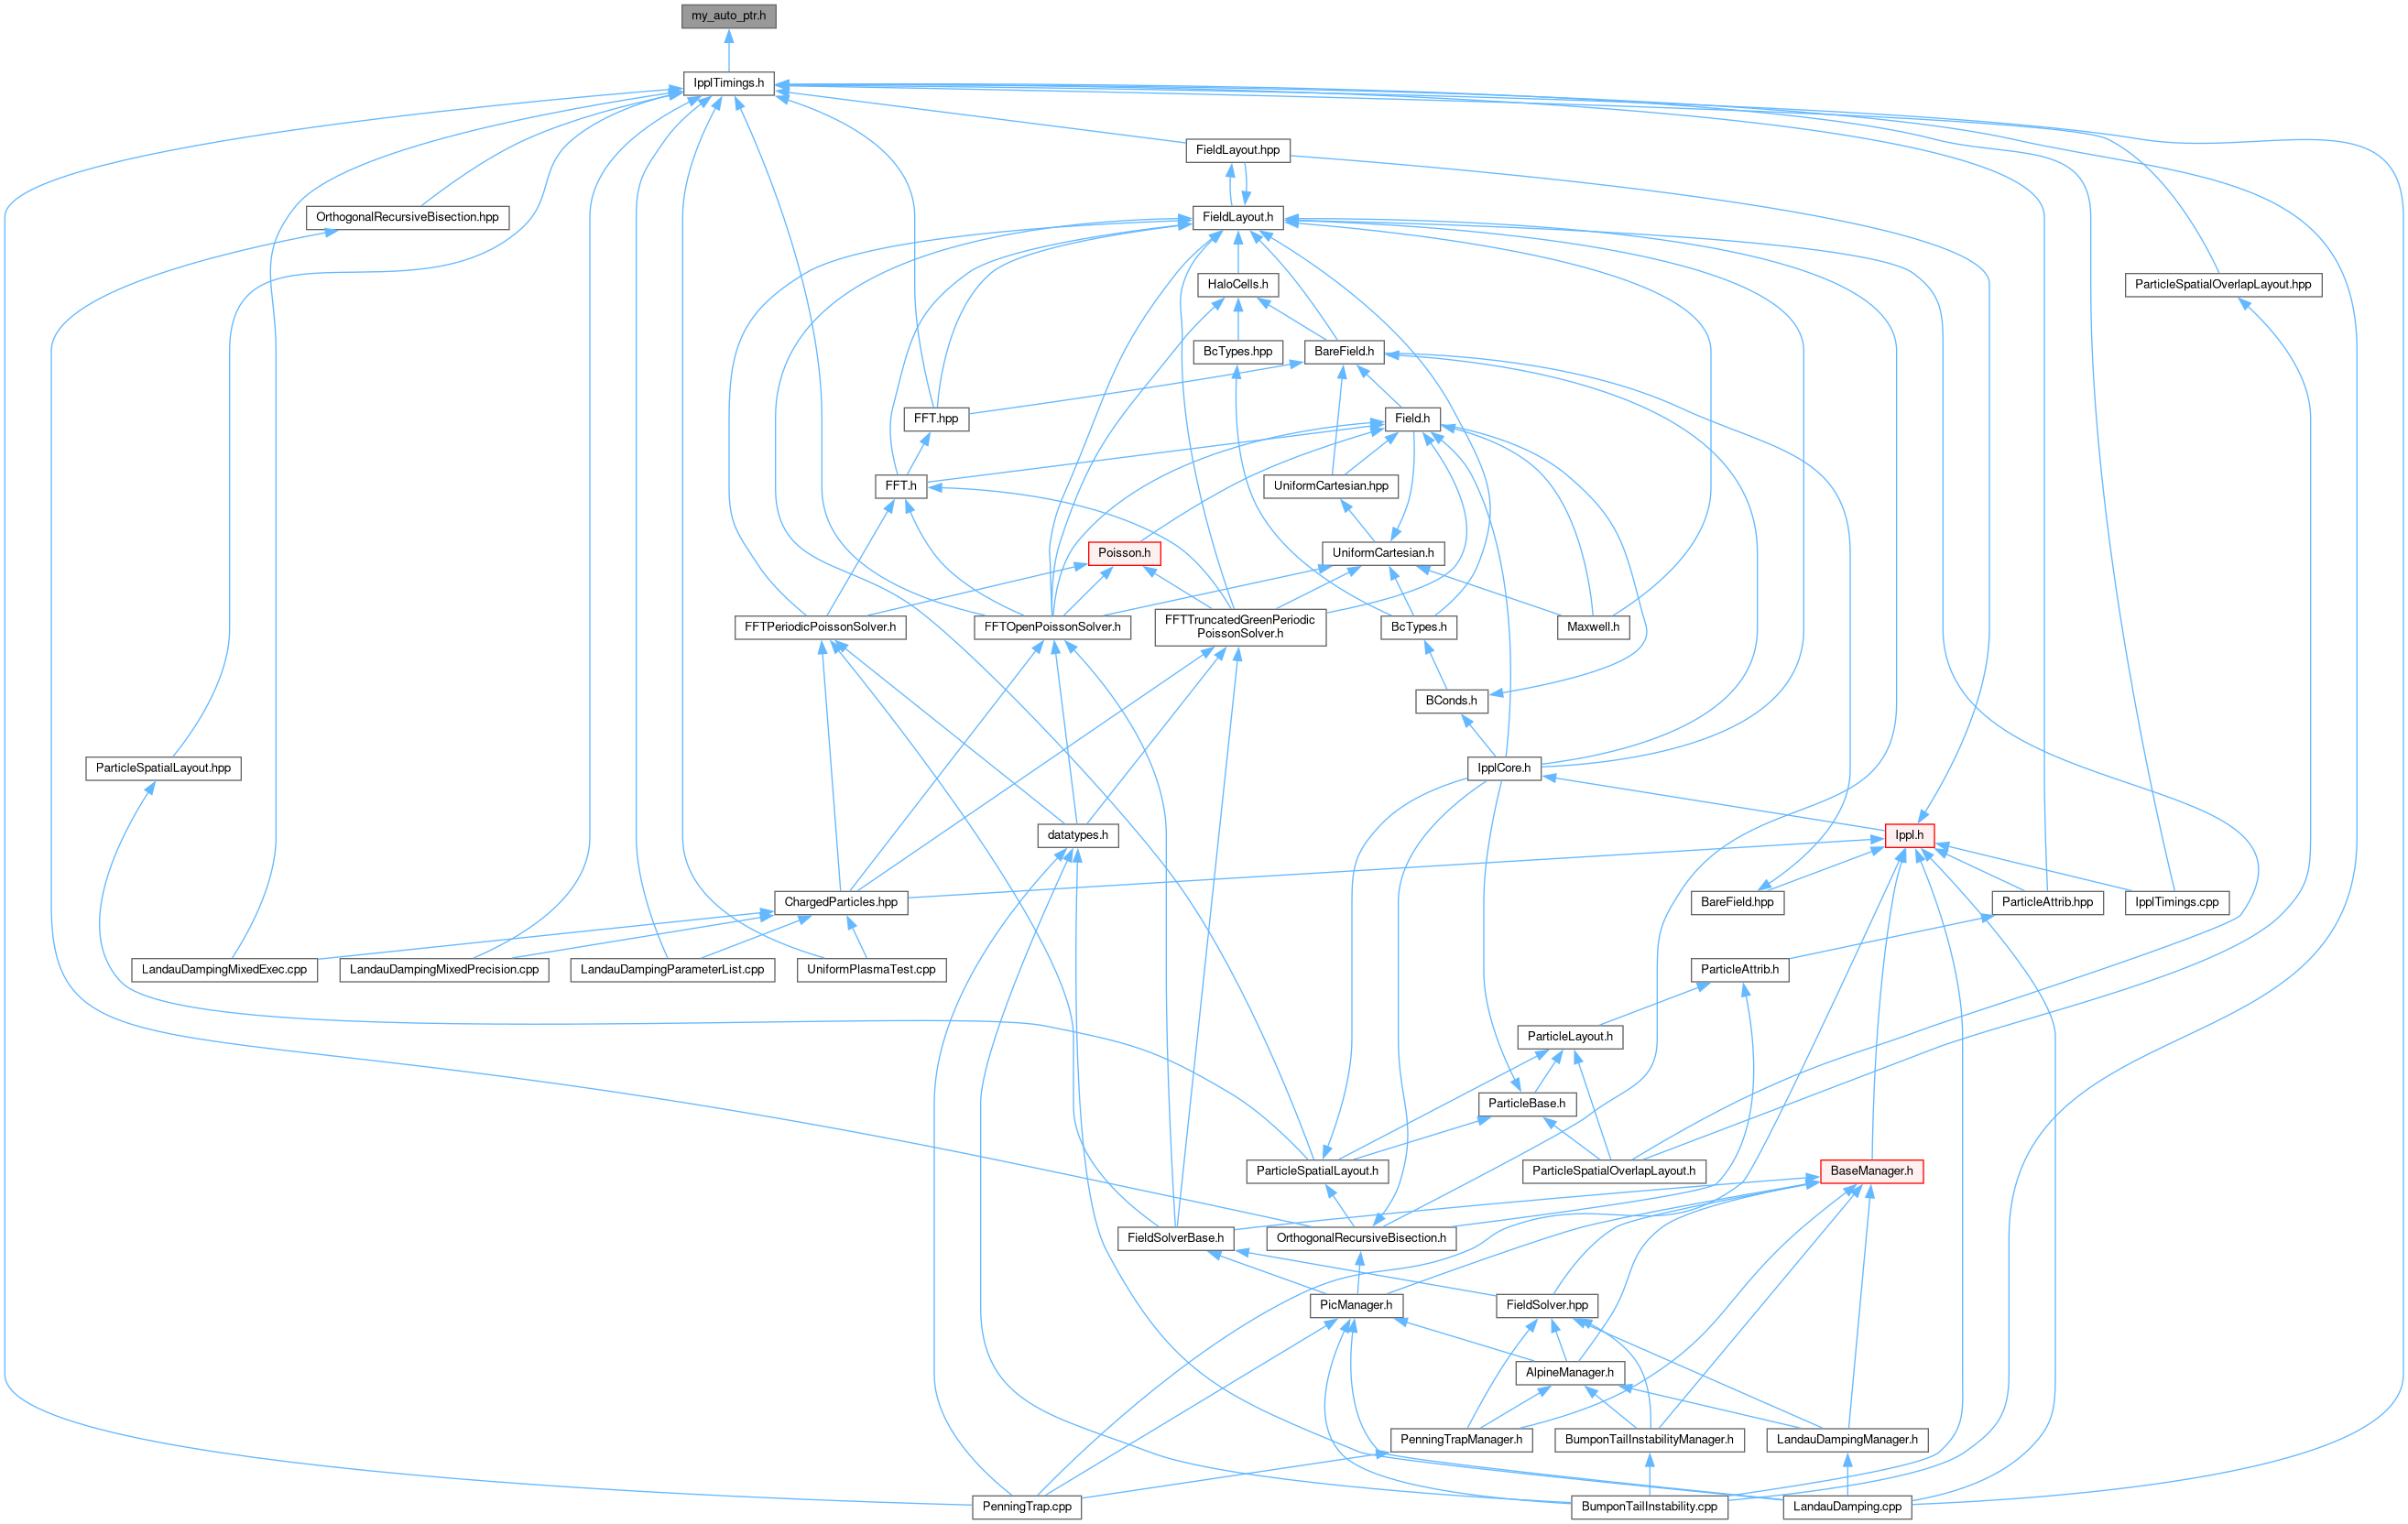 my_auto_ptr.h
IpplTimings.h
FieldLayout.hpp
OrthogonalRecursiveBisection.hpp
FieldLayout.h
HaloCells.h
ParticleSpatialOverlapLayout.hpp
BcTypes.hpp
BareField.h
FFT.hpp
Field.h
FFT.h
UniformCartesian.hpp
Poisson.h
UniformCartesian.h
FFTPeriodicPoissonSolver.h
FFTOpenPoissonSolver.h
FFTTruncatedGreenPeriodic
PoissonSolver.h
BcTypes.h
Maxwell.h
BConds.h
ParticleSpatialLayout.hpp
IpplCore.h
datatypes.h
Ippl.h
ChargedParticles.hpp
BareField.hpp
ParticleAttrib.hpp
IpplTimings.cpp
LandauDampingMixedExec.cpp
LandauDampingMixedPrecision.cpp
LandauDampingParameterList.cpp
UniformPlasmaTest.cpp
ParticleAttrib.h
ParticleLayout.h
ParticleBase.h
ParticleSpatialLayout.h
ParticleSpatialOverlapLayout.h
BaseManager.h
FieldSolverBase.h
OrthogonalRecursiveBisection.h
PicManager.h
FieldSolver.hpp
AlpineManager.h
PenningTrapManager.h
BumponTailInstabilityManager.h
LandauDampingManager.h
PenningTrap.cpp
BumponTailInstability.cpp
LandauDamping.cpp